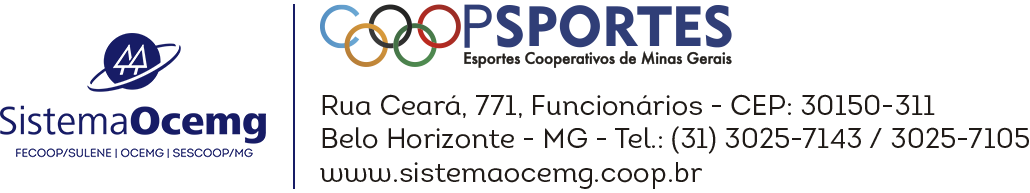 SistemaOcemg
FECOOP/SULENE | OCEMG | SESCOOP/MG
COOPSPORTES
Esportes Cooperativos de Minas Gerais
Rua Ceará, 771, Funcionários - CEP: 30150-311
Belo Horizonte - MG - Tel.: (31) 3025-7143 / 3025-7105
www.sistemaocemg.coop.br